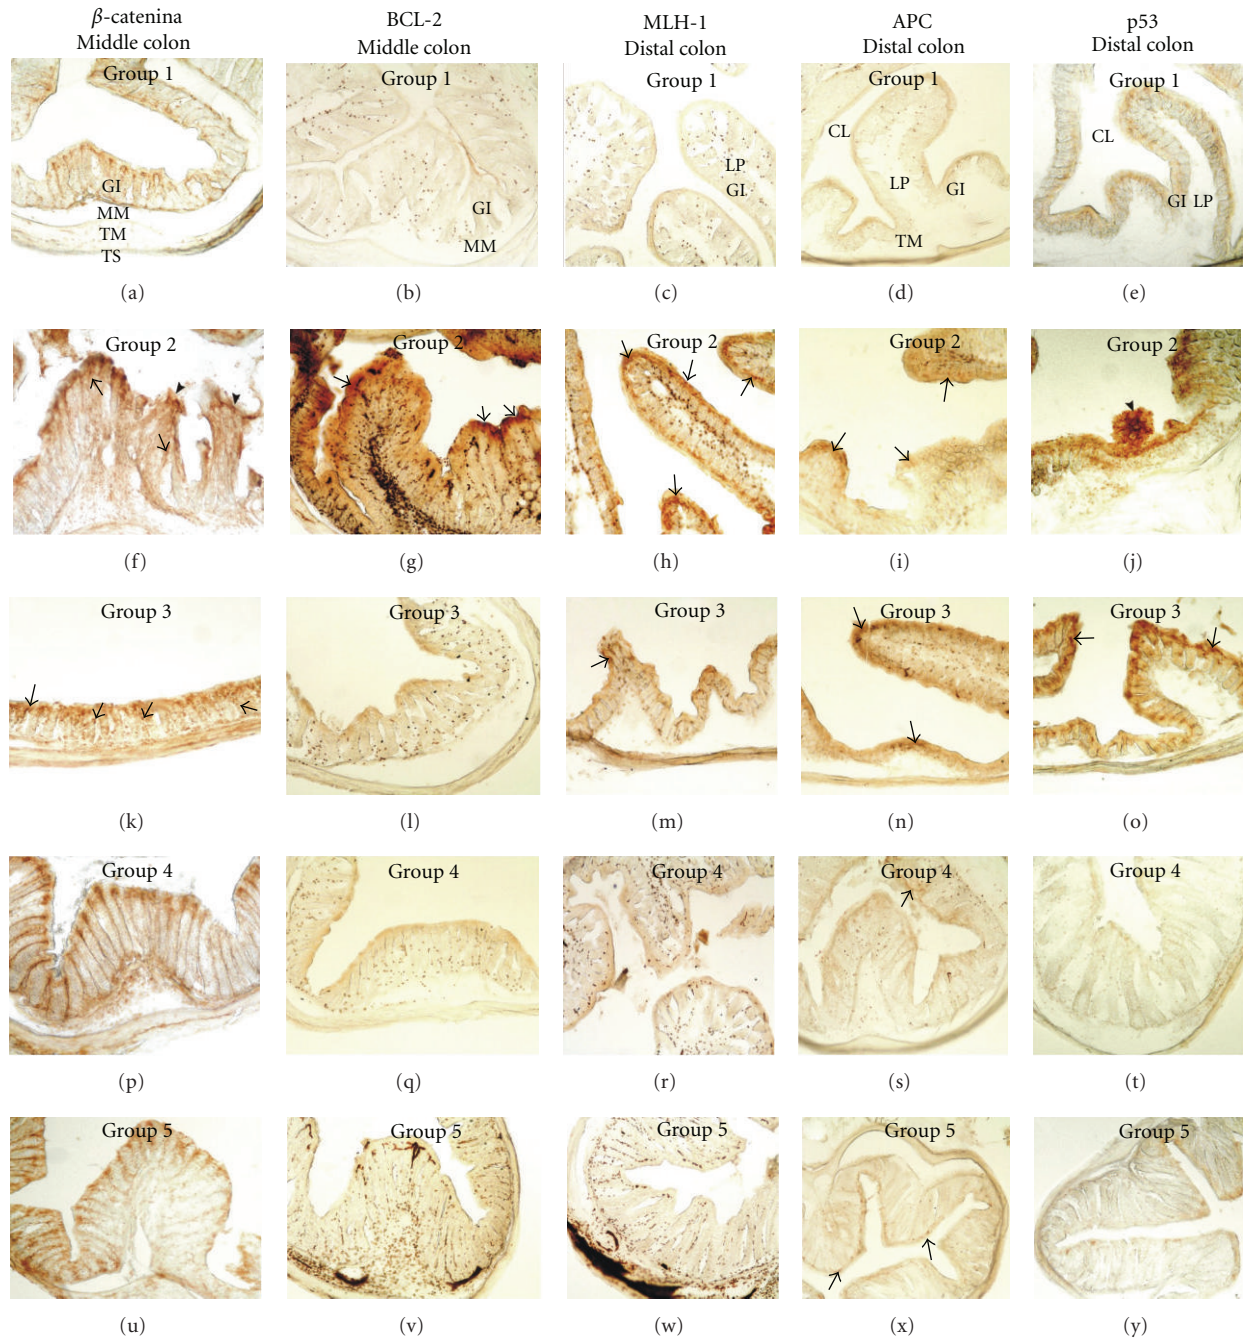 β-catenina
Middle colon
BCL-2
Middle colon
MLH-1
Distal colon
APC
Distal colon
p53
Distal colon
Group 1
GI
MM
TM
TS
Group 1
GI
MM
Group 1
LP
GI
Group 1
CL
LP
GI
TM
Group 1
CL
GI LP
(a)
(b)
(c)
(d)
(e)
Group 2
Group 2
Group 2
Group 2
Group 2
(f)
(g)
(h)
(i)
(j)
Group 3
Group 3
Group 3
Group 3
Group 3
(k)
(l)
(m)
(n)
(o)
Group 4
Group 4
Group 4
Group 4
Group 4
(p)
(q)
(r)
(s)
(t)
Group 5
Group 5
Group 5
Group 5
Group 5
(u)
(v)
(w)
(x)
(y)